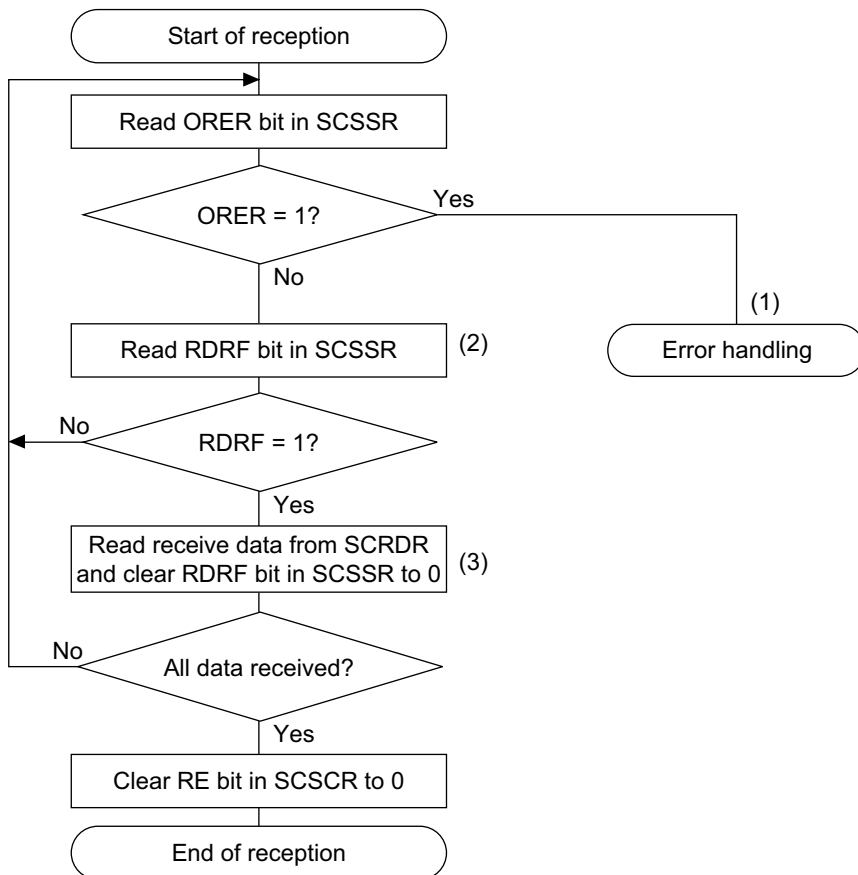 Start of reception
Read ORER bit in SCSSR
ORER = 1?
Yes
No
(1)
Error handling
Read RDRF bit in SCSSR
(2)
No
RDRF = 1?
Yes
Read receive data from SCRDR
and clear RDRF bit in SCSSR to 0
(3)
No
All data received?
Yes
Clear RE bit in SCSCR to 0
End of reception